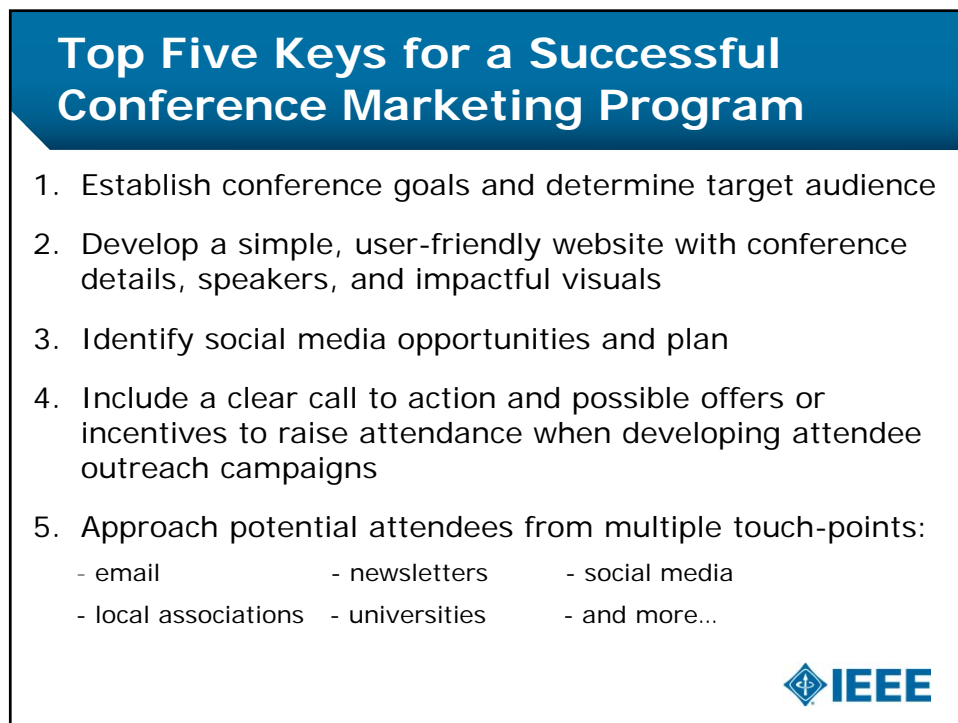 Top Five Keys for a Successful
Conference Marketing Program
1. Establish conference goals and determine target audience
2. Develop a simple, user-friendly website with conference
details, speakers, and impactful visuals
3. Identify social media opportunities and plan
4. Include a clear call to action and possible offers or
incentives to raise attendance when developing attendee
outreach campaigns
5. Approach potential attendees from multiple touch-points:
- email - newsletters - social media
- local associations - universities - and more…
IEEE